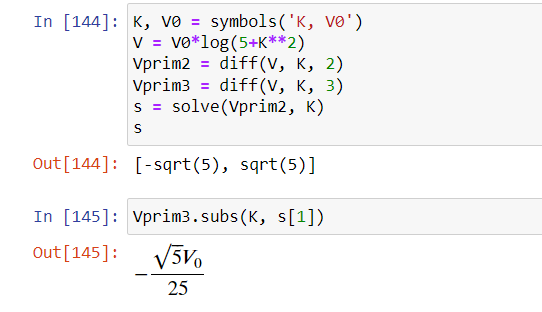 In [144]: K, V0 = symbols('K, V0')
V = V0*log(5+K**2)
Vprim2 = diff(V, K, 2)
Vprim3 = diff(V, K, 3)
s = solve(Vprim2, K)
s
Out[144]: [-sqrt(5), sqrt(5)]
In [145]: Vprim3.subs(K, s[1])
Out[145]: −√5V₀
25